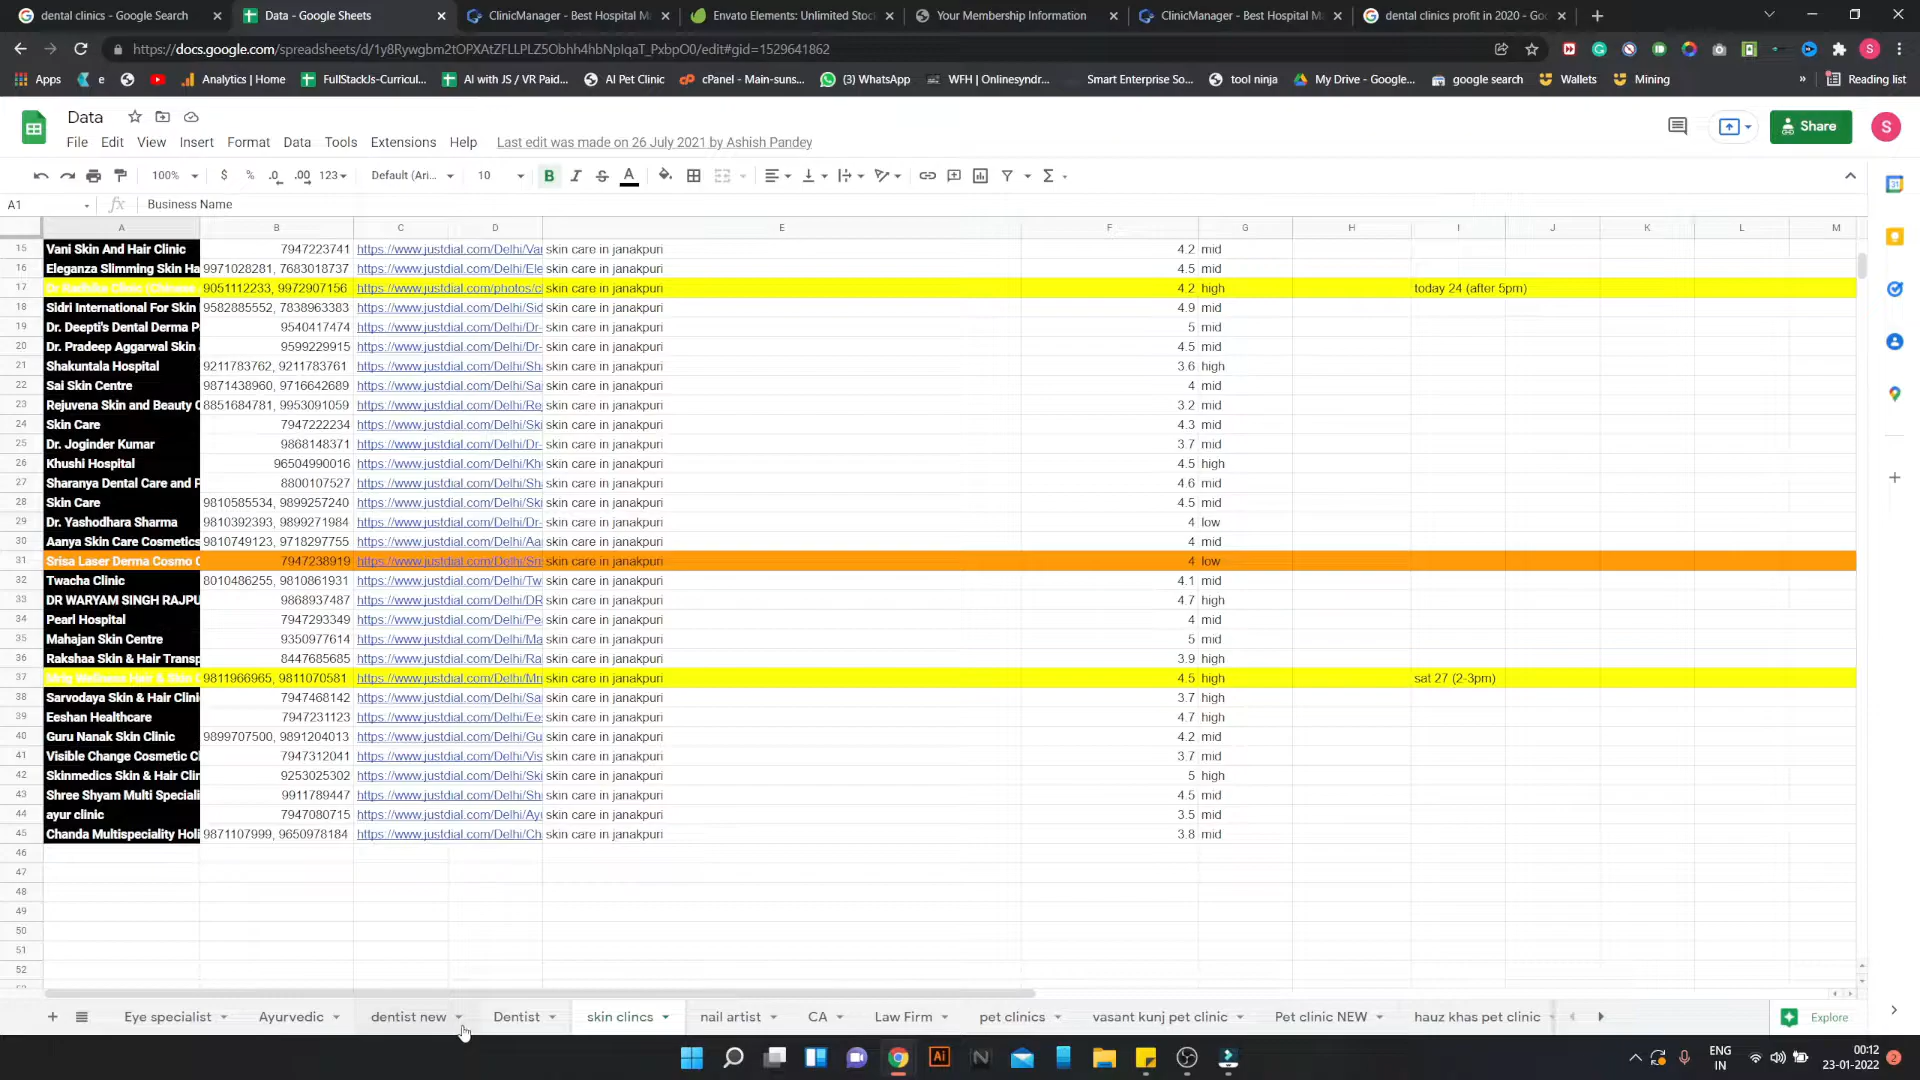 dental clinics - Google Search
Data - Google Sheets
ClinicManager - Best Hospital M
Envato Elements: Unlimited Stoc
Your Membership Information
ClinicManager - Best Hospital M
dental clinics profit in 2020 - Goo
https://docs.google.com/spreadsheets/d/1y8Rywgbm2tOPXAtZFLLPLZ5Obhh4hbNplqaT_PxbpO0/edit#gid=1529641862
Apps
e
Analytics | Home
FullStackJs-Curricul...
AI with JS / VR Paid...
AI Pet Clinic
cPanel - Main-suns...
(3) WhatsApp
WFH | Onlinesyndr...
Smart Enterprise So...
tool ninja
My Drive - Google...
google search
Wallets
Mining
»
Reading list
Data
File Edit View Insert Format Data Tools Extensions Help Last edit was made on 26 July 2021 by Ashish Pandey
Share
S
100% $ % .0 .00 123 Default (Ari... 10 B I S A
A1 fx Business Name
A B C D E F G H I J K L M
15 Vani Skin And Hair Clinic 7947223741 https://www.justdial.com/Delhi/Var skin care in janakpuri 4.2 mid
16 Eleganza Slimming Skin Ha 9971028281, 7683018737 https://www.justdial.com/Delhi/Ele skin care in janakpuri 4.5 mid
17 Dr Radhika Clinic (Chinese 9051112233, 9972907156 https://www.justdial.com/photos/c skin care in janakpuri 4.2 high today 24 (after 5pm)
18 Sidri International For Skin 9582885552, 7838963383 https://www.justdial.com/Delhi/Sid skin care in janakpuri 4.9 mid
19 Dr. Deepti's Dental Derma P 9540417474 https://www.justdial.com/Delhi/Dr- skin care in janakpuri 5 mid
20 Dr. Pradeep Aggarwal Skin 9599229915 https://www.justdial.com/Delhi/Dr- skin care in janakpuri 4.5 mid
21 Shakuntala Hospital 9211783762, 9211783761 https://www.justdial.com/Delhi/Sh skin care in janakpuri 3.6 high
22 Sai Skin Centre 9871438960, 9716642689 https://www.justdial.com/Delhi/Sai skin care in janakpuri 4 mid
23 Rejuvena Skin and Beauty C 8851684781, 9953091059 https://www.justdial.com/Delhi/Re skin care in janakpuri 3.2 mid
24 Skin Care 7947222234 https://www.justdial.com/Delhi/Ski skin care in janakpuri 4.3 mid
25 Dr. Joginder Kumar 9868148371 https://www.justdial.com/Delhi/Dr- skin care in janakpuri 3.7 mid
26 Khushi Hospital 96504990016 https://www.justdial.com/Delhi/Kh skin care in janakpuri 4.5 high
27 Sharanya Dental Care and P 8800107527 https://www.justdial.com/Delhi/Sh skin care in janakpuri 4.6 mid
28 Skin Care 9810585534, 9899257240 https://www.justdial.com/Delhi/Ski skin care in janakpuri 4.5 mid
29 Dr. Yashodhara Sharma 9810392393, 9899271984 https://www.justdial.com/Delhi/Dr- skin care in janakpuri 4 low
30 Aanya Skin Care Cosmetics 9810749123, 9718297755 https://www.justdial.com/Delhi/Aa skin care in janakpuri 4 mid
31 Srisa Laser Derma Cosmo C 7947238919 https://www.justdial.com/Delhi/Sri skin care in janakpuri 4 low
32 Twacha Clinic 8010486255, 9810861931 https://www.justdial.com/Delhi/Tw skin care in janakpuri 4.1 mid
33 DR WARYAM SINGH RAJPU 9868937487 https://www.justdial.com/Delhi/DR skin care in janakpuri 4.7 high
34 Pearl Hospital 7947293349 https://www.justdial.com/Delhi/Pe skin care in janakpuri 4 mid
35 Mahajan Skin Centre 9350977614 https://www.justdial.com/Delhi/Ma skin care in janakpuri 5 mid
36 Rakshaa Skin & Hair Transp 8447685685 https://www.justdial.com/Delhi/Ra skin care in janakpuri 3.9 high
37 Mrig Wellness Hair & Skin C 9811966965, 9811070581 https://www.justdial.com/Delhi/Mri skin care in janakpuri 4.5 high sat 27 (2-3pm)
38 Sarvodaya Skin & Hair Clini 7947468142 https://www.justdial.com/Delhi/Sa skin care in janakpuri 3.7 high
39 Eeshan Healthcare 7947231123 https://www.justdial.com/Delhi/Ee skin care in janakpuri 4.7 high
40 Guru Nanak Skin Clinic 9899707500, 9891204013 https://www.justdial.com/Delhi/Gu skin care in janakpuri 4.2 mid
41 Visible Change Cosmetic Cl 7947312041 https://www.justdial.com/Delhi/Vis skin care in janakpuri 3.7 mid
42 Skinmedics Skin & Hair Clin 9253025302 https://www.justdial.com/Delhi/Ski skin care in janakpuri 5 high
43 Shree Shyam Multi Speciali 9911789447 https://www.justdial.com/Delhi/Sh skin care in janakpuri 4.5 mid
44 ayur clinic 7947080715 https://www.justdial.com/Delhi/Ay skin care in janakpuri 3.5 mid
45 Chanda Multispeciality Holi 9871107999, 9650978184 https://www.justdial.com/Delhi/Ch skin care in janakpuri 3.8 mid
46
47
48
49
50
51
52
Eye specialist Ayurvedic dentist new Dentist skin clincs nail artist CA Law Firm pet clinics vasant kunj pet clinic Pet clinic NEW hauz khas pet clinic Explore
ENG
IN
00:12
23-01-2022
2